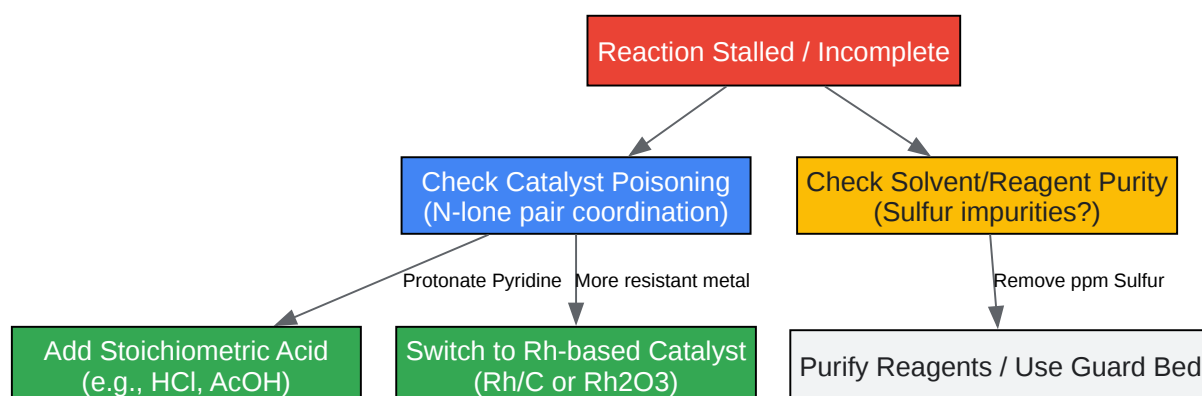 Reaction Stalled / Incomplete
Check Catalyst Poisoning
(N-lone pair coordination)
Check Solvent/Reagent Purity
(Sulfur impurities?)
Protonate Pyridine
More resistant metal
Remove ppm Sulfur
Add Stoichiometric Acid
(e.g., HCl, AcOH)
Switch to Rh-based Catalyst
(Rh/C or Rh2O3)
Purify Reagents / Use Guard Bed